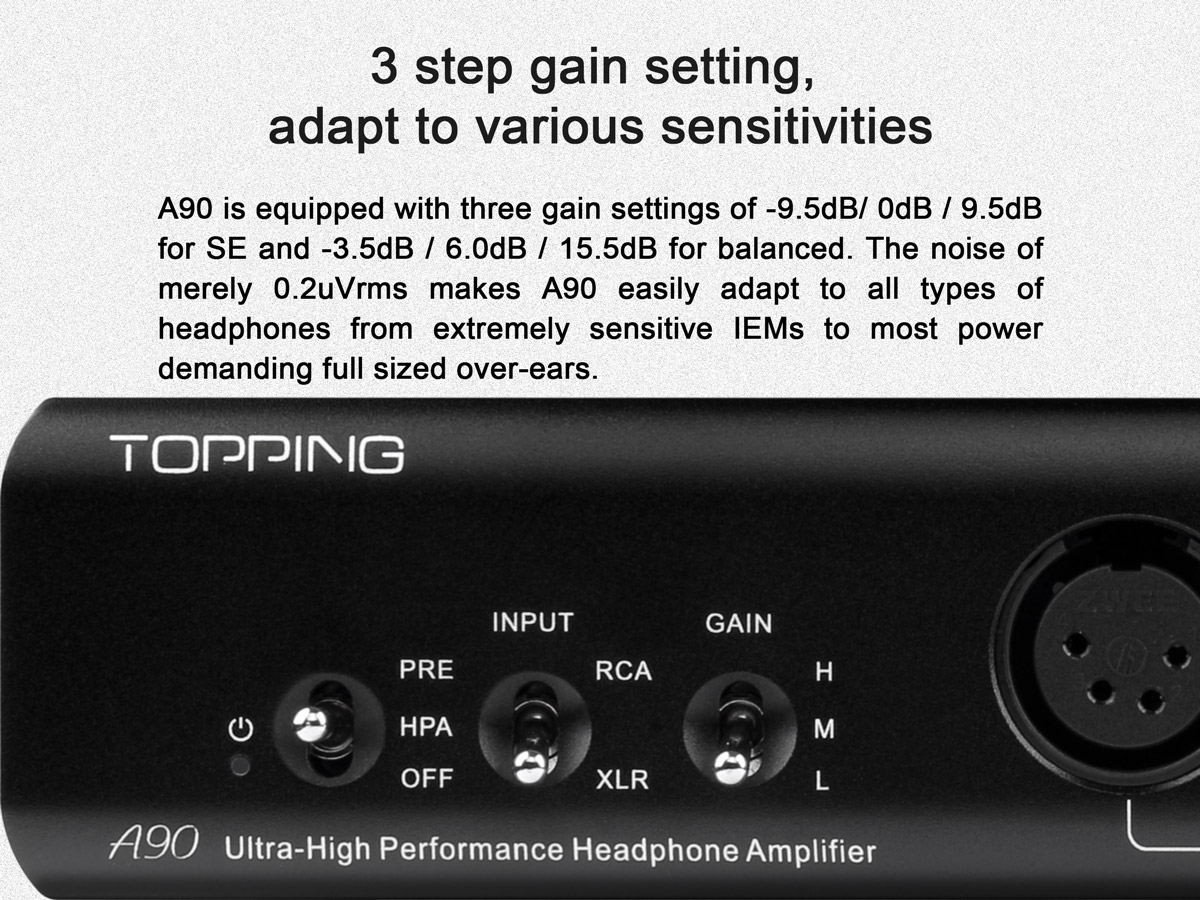 3 step gain setting,
adapt to various sensitivities
A90 is equipped with three gain settings of -9.5dB/ 0dB / 9.5dB
for SE and -3.5dB / 6.0dB / 15.5dB for balanced. The noise of
merely 0.2uVrms makes A90 easily adapt to all types of
headphones from extremely sensitive IEMs to most power
demanding full sized over-ears.
TOPPING
INPUT GAIN
PRE RCA H
HPA M
OFF XLR L
A90 Ultra-High Performance Headphone Amplifier